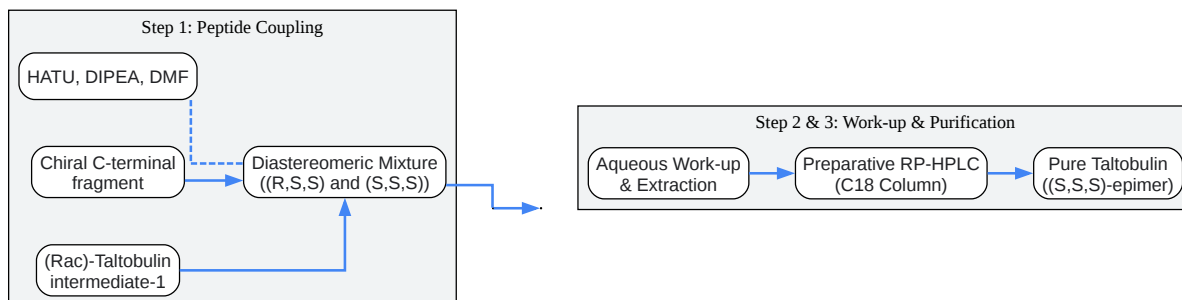 Step 1: Peptide Coupling
HATU, DIPEA, DMF
Chiral C-terminal
fragment
Diastereomeric Mixture
((R,S,S) and (S,S,S))
(Rac)-Taltobulin
intermediate-1
Step 2 & 3: Work-up & Purification
Aqueous Work-up
& Extraction
Preparative RP-HPLC
(C18 Column)
Pure Taltobulin
((S,S,S)-epimer)